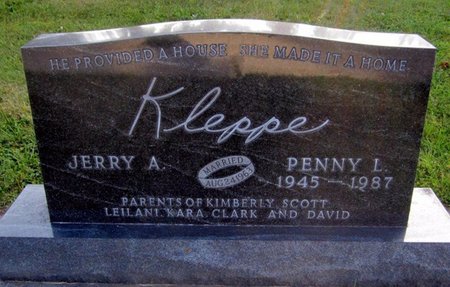 HE PROVIDED A HOUSE SHE MADE IT A HOME
Kleppe
JERRY A.
MARRIED
PENNY L.
1945 — 1987
PARENTS OF KIMBERLY, SCOTT
LEILANI, KARA, CLARK AND DAVID